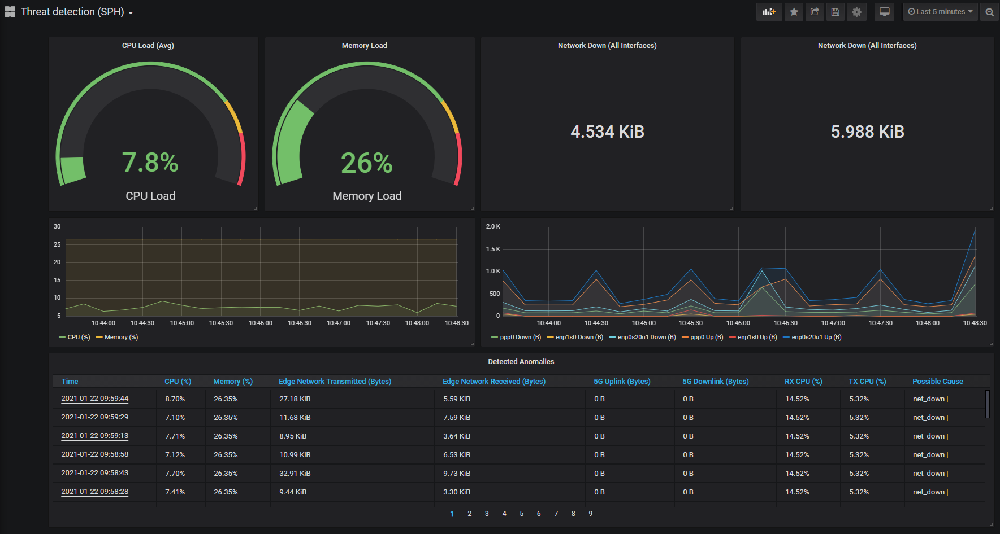 Threat detection (SPH)
Last 5 minutes
CPU Load (Avg)
7.8%
CPU Load
Memory Load
26%
Memory Load
Network Down (All Interfaces)
4.534 KiB
Network Down (All Interfaces)
5.988 KiB
30
25
20
15
10
5
10:44:00 10:44:30 10:45:00 10:45:30 10:46:00 10:46:30 10:47:00 10:47:30 10:48:00 10:48:30
CPU (%) Memory (%)
2.0 K
1.5 K
1.0 K
500
0
10:44:00 10:44:30 10:45:00 10:45:30 10:46:00 10:46:30 10:47:00 10:47:30 10:48:00 10:48:30
ppp0 Down (B) enp1s0 Down (B) enp0s20u1 Down (B) ppp0 Up (B) enp1s0 Up (B) enp0s20u1 Up (B)
Detected Anomalies
Time CPU (%) Memory (%) Edge Network Transmitted (Bytes) Edge Network Received (Bytes) 5G Uplink (Bytes) 5G Downlink (Bytes) RX CPU (%) TX CPU (%) Possible Cause
2021-01-22 09:59:44 8.70% 26.35% 27.18 KiB 5.59 KiB 0 B 0 B 14.52% 5.32% net_down |
2021-01-22 09:59:29 7.10% 26.35% 11.68 KiB 7.59 KiB 0 B 0 B 14.52% 5.32% net_down |
2021-01-22 09:59:13 7.71% 26.35% 8.95 KiB 3.64 KiB 0 B 0 B 14.52% 5.32% net_down |
2021-01-22 09:58:58 7.12% 26.35% 10.99 KiB 6.53 KiB 0 B 0 B 14.52% 5.32% net_down |
2021-01-22 09:58:43 7.70% 26.35% 32.91 KiB 9.73 KiB 0 B 0 B 14.52% 5.32% net_down |
2021-01-22 09:58:28 7.41% 26.35% 9.44 KiB 3.30 KiB 0 B 0 B 14.52% 5.32% net_down |
1 2 3 4 5 6 7 8 9